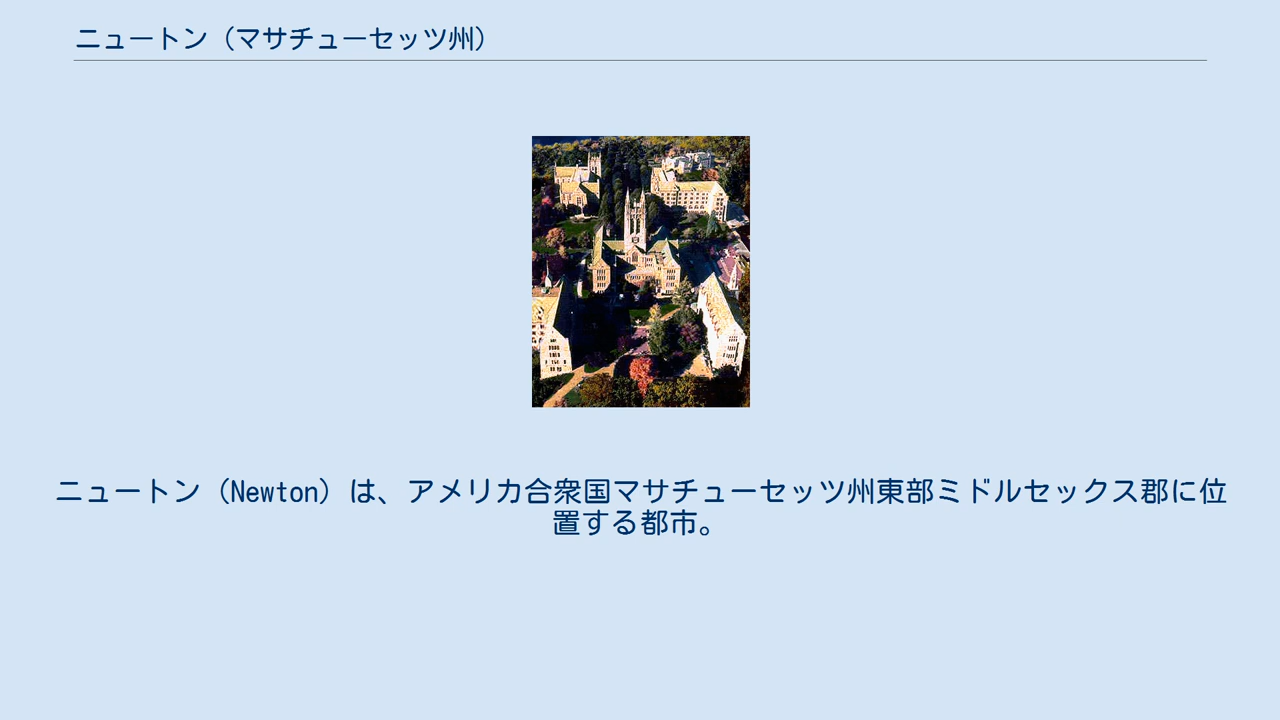 ニュートン（マサチューセッツ州）
ニュートン（Newton）は、アメリカ合衆国マサチューセッツ州東部ミドルセックス郡に位
置する都市。